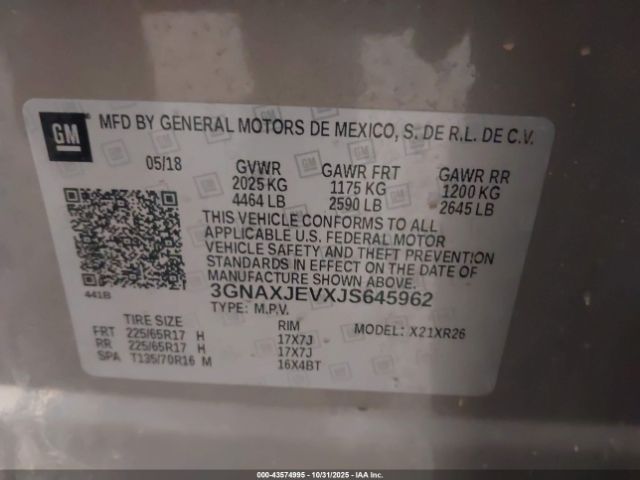 GM MFD BY GENERAL MOTORS DE MEXICO, S. DE R.L. DE C.V.
05/18 GVWR GAWR FRT GAWR RR
2025 KG 1175 KG 1200 KG
4464 LB 2590 LB 2645 LB
THIS VEHICLE CONFORMS TO ALL
APPLICABLE U.S. FEDERAL MOTOR
VEHICLE SAFETY AND THEFT PREVENTION
STANDARDS IN EFFECT ON THE DATE OF
MANUFACTURE SHOWN ABOVE.
441B 3GNAXJEVXJS645962
TYPE: M.P.V.
TIRE SIZE RIM MODEL: X21XR26
FRT 225/65R17 H 17X7J
RR 225/65R17 H 17X7J
SPA T135/70R16 M 16X4BT
000-43574995 - 10/31/2025 - IAA Inc.